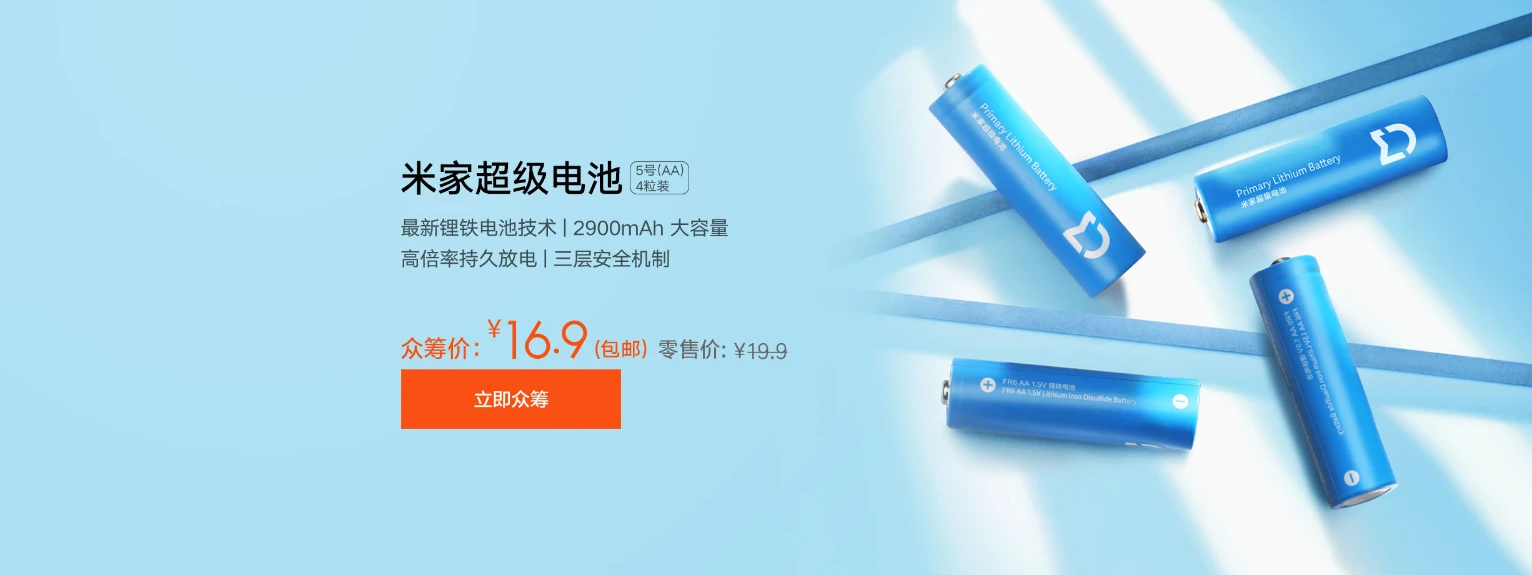 米家超级电池
5号(AA)
4粒装
最新锂铁电池技术 | 2900mAh 大容量
高倍率持久放电 | 三层安全机制
众筹价: ¥16.9 (包邮) 零售价: ¥19.9
立即众筹
Primary Lithium Battery
米家超级电池
Primary Lithium Battery
米家超级电池
FR6 AA 1.5V 锂铁电池
FR6 AA 1.5V Lithium Iron Disulfide Battery